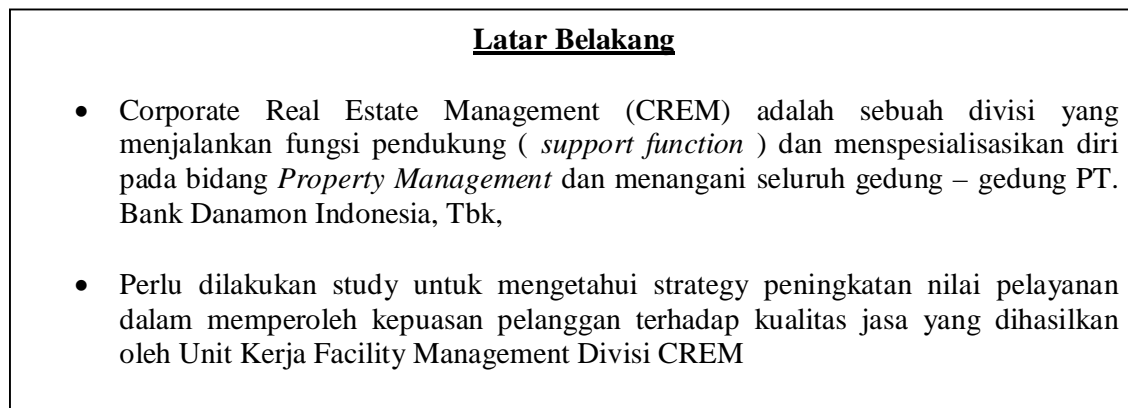 Latar Belakang
• Corporate Real Estate Management (CREM) adalah sebuah divisi yang
menjalankan fungsi pendukung ( support function ) dan menspesialisasikan diri
pada bidang Property Management dan menangani seluruh gedung – gedung PT.
Bank Danamon Indonesia, Tbk,
• Perlu dilakukan study untuk mengetahui strategy peningkatan nilai pelayanan
dalam memperoleh kepuasan pelanggan terhadap kualitas jasa yang dihasilkan
oleh Unit Kerja Facility Management Divisi CREM